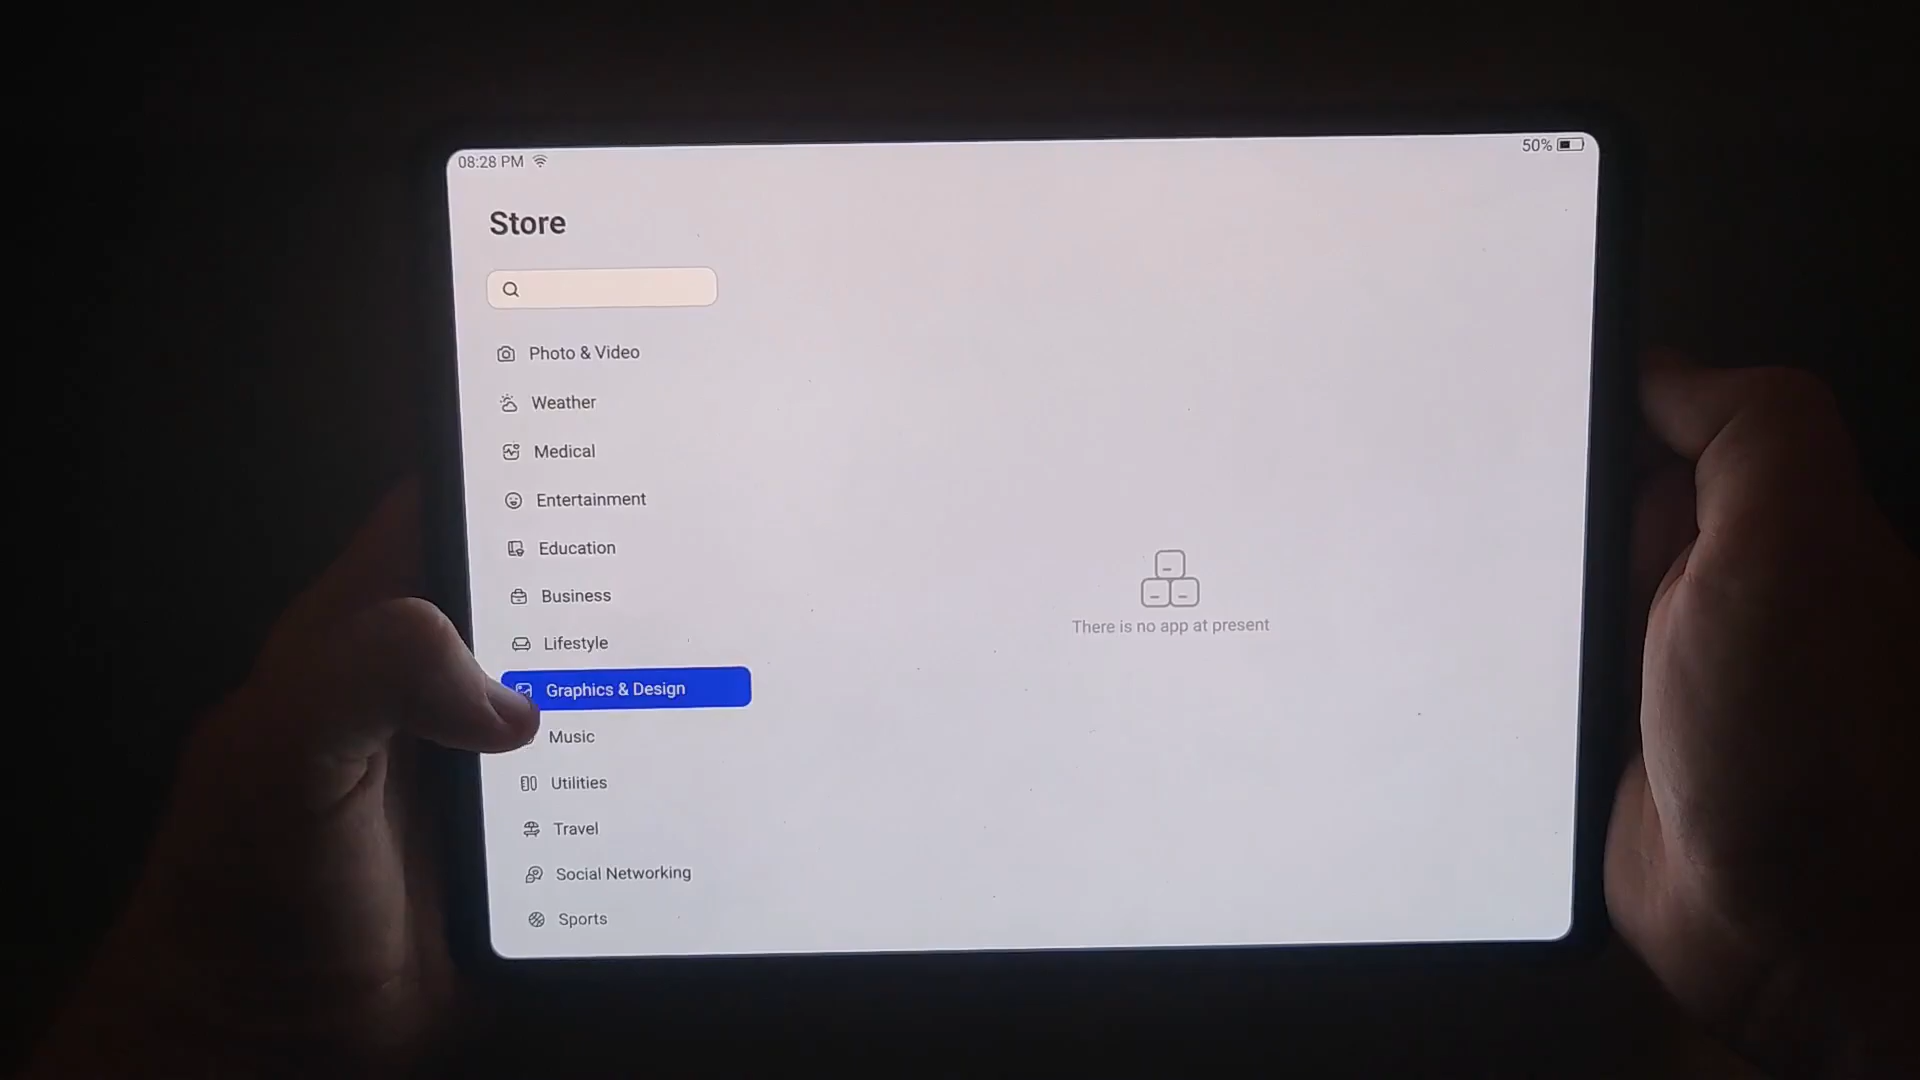 08:28 PM
50%
Store
Photo & Video
Weather
Medical
Entertainment
Education
Business
Lifestyle
Graphics & Design
Music
Utilities
Travel
Social Networking
Sports
There is no app at present